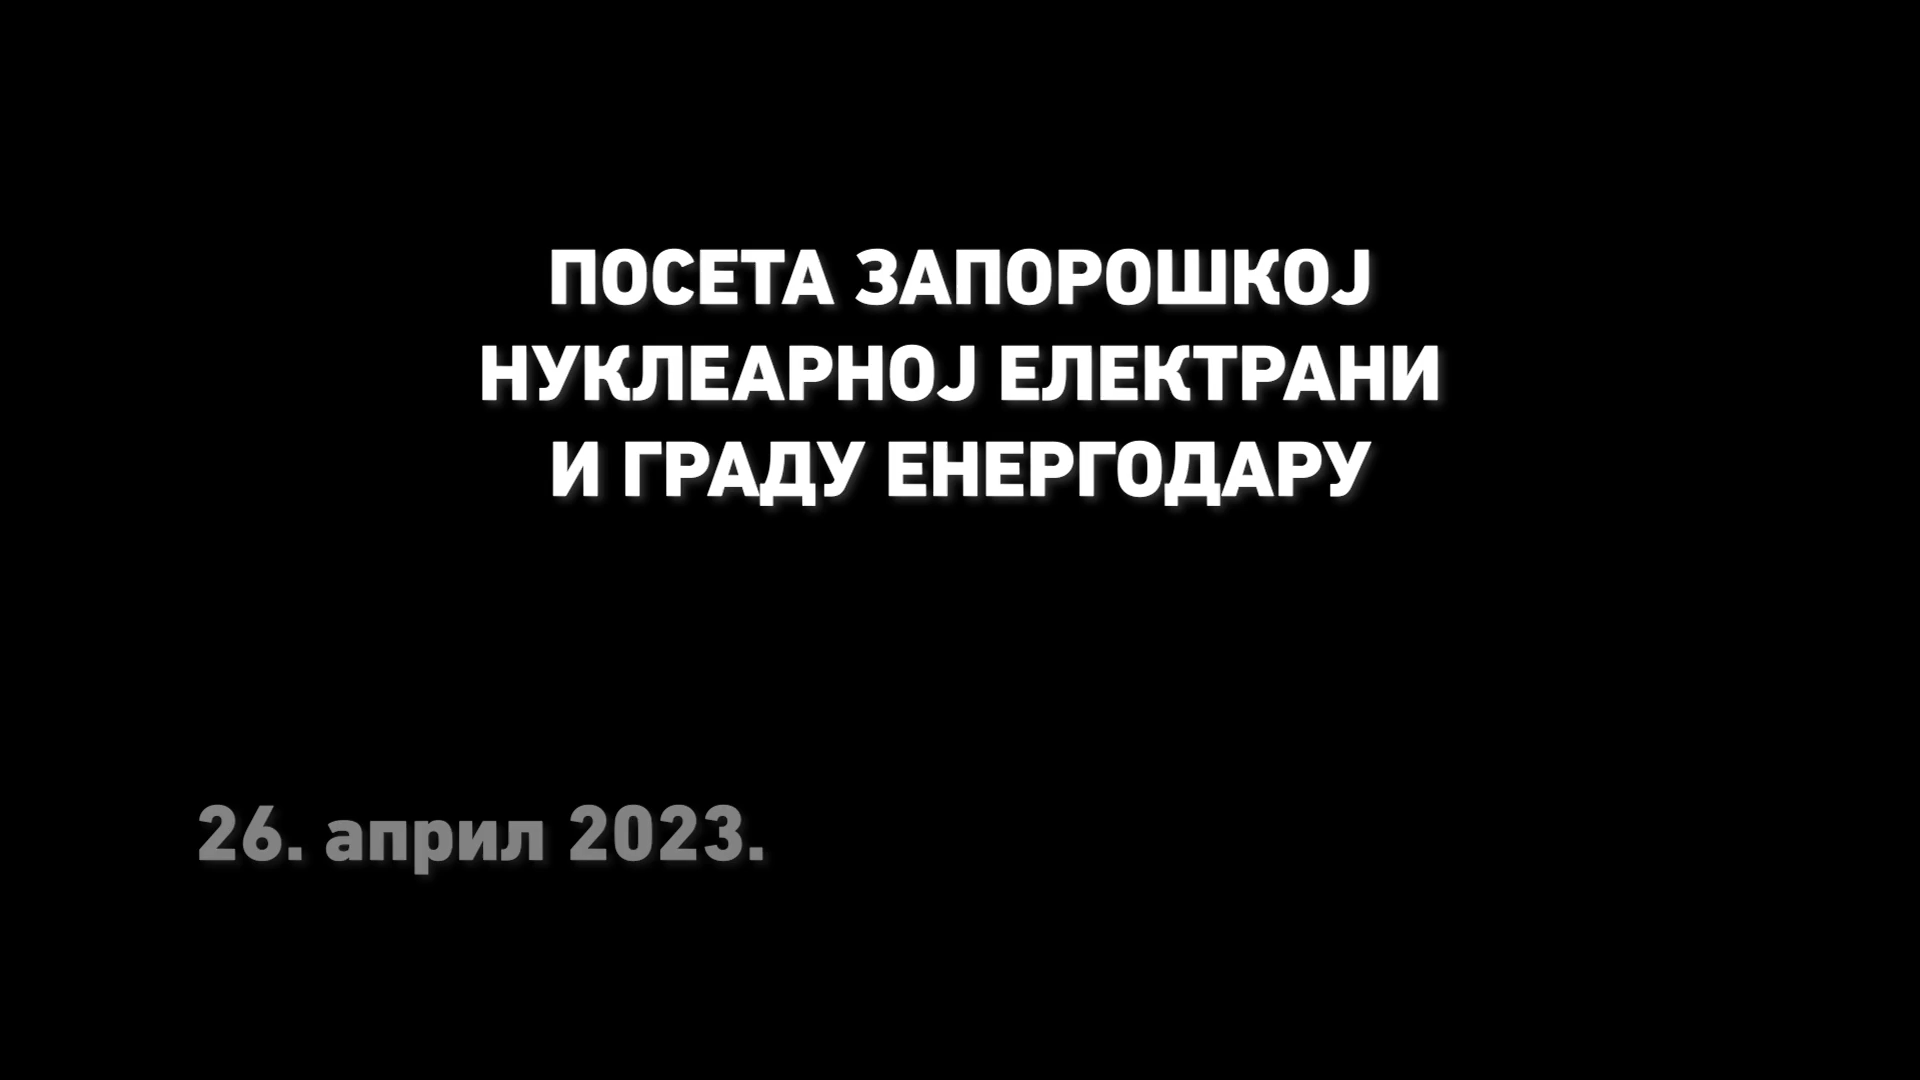 ПОСЕТА ЗАПОРОШКОЈ
НУКЛЕАРНОЈ ЕЛЕКТРАНИ
И ГРАДУ ЕНЕРГОДАРУ
26. април 2023.